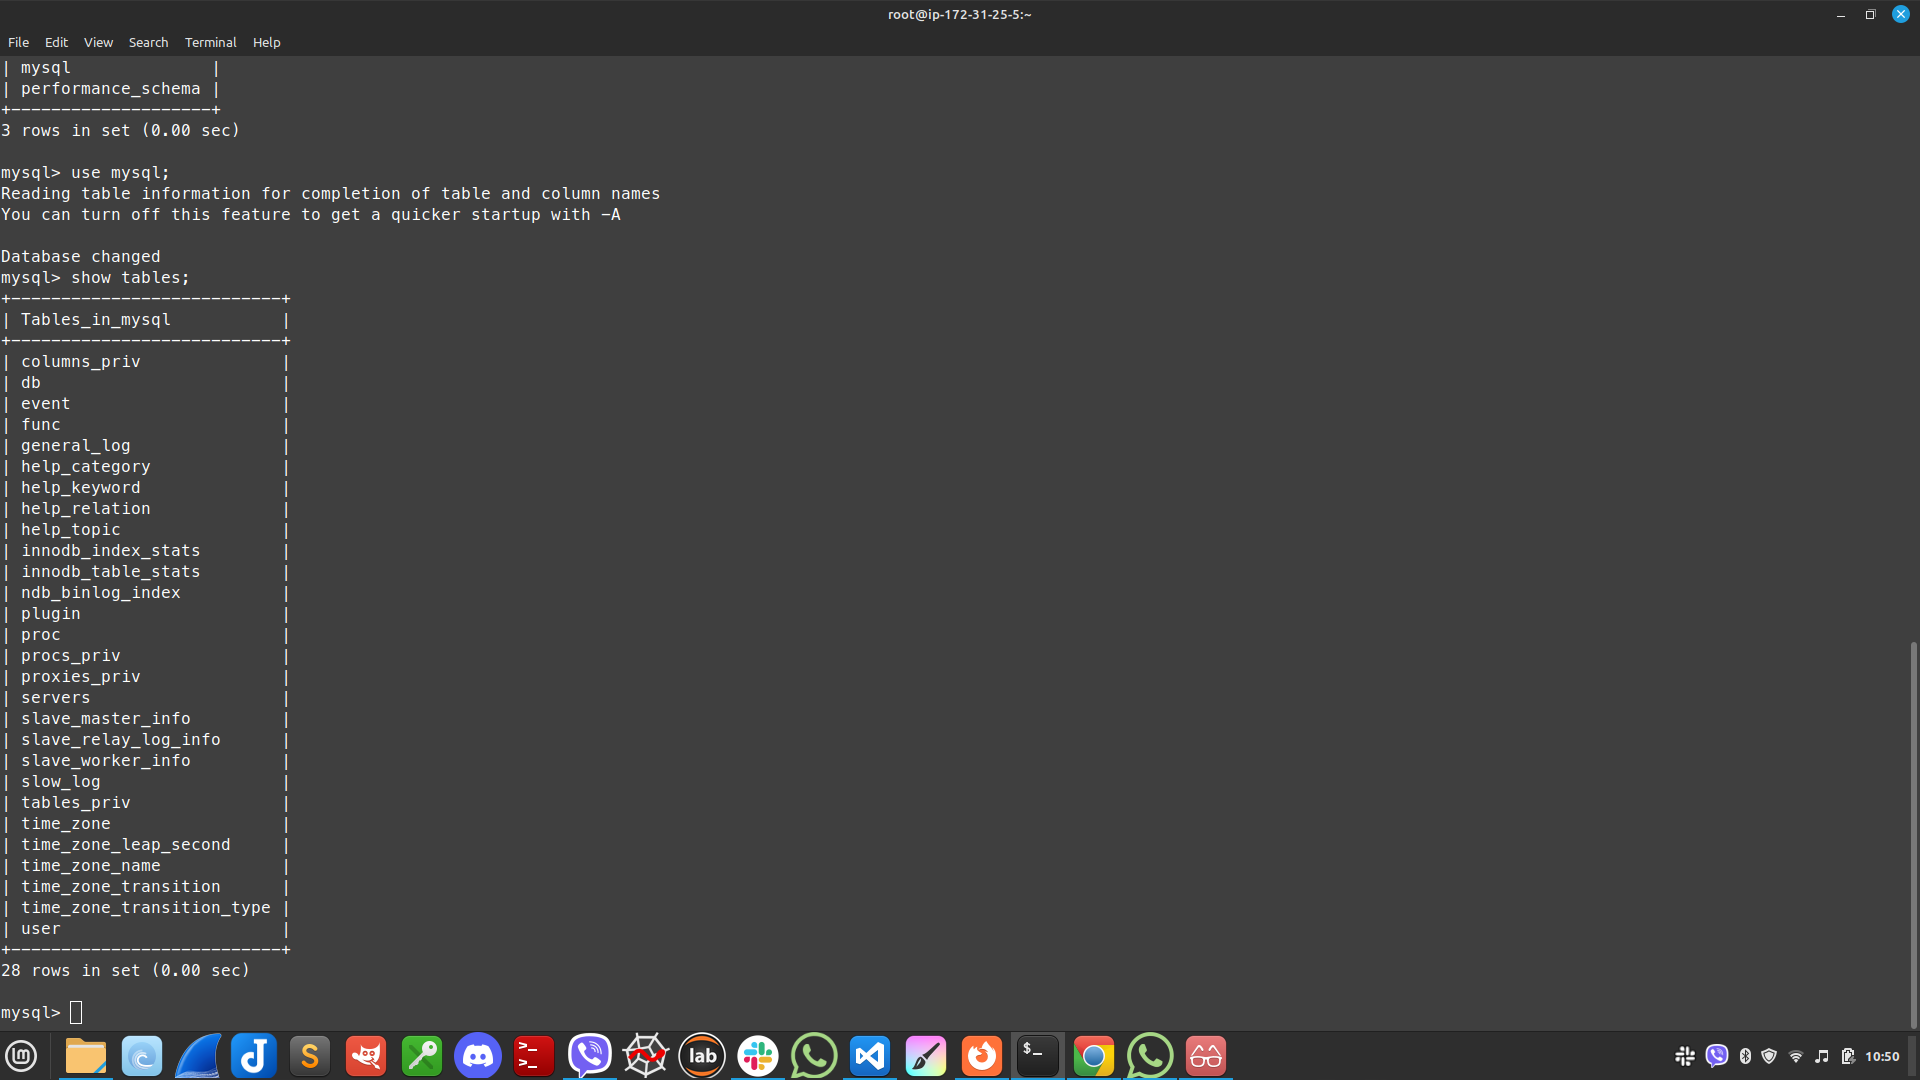 root@ip-172-31-25-5:~
File Edit View Search Terminal Help
| mysql              |
| performance_schema |
+--------------------+
3 rows in set (0.00 sec)
mysql> use mysql;
Reading table information for completion of table and column names
You can turn off this feature to get a quicker startup with -A
Database changed
mysql> show tables;
+---------------------------+
| Tables_in_mysql           |
+---------------------------+
| columns_priv              |
| db                        |
| event                     |
| func                      |
| general_log               |
| help_category             |
| help_keyword              |
| help_relation             |
| help_topic                |
| innodb_index_stats        |
| innodb_table_stats        |
| ndb_binlog_index          |
| plugin                    |
| proc                      |
| procs_priv                |
| proxies_priv              |
| servers                   |
| slave_master_info         |
| slave_relay_log_info      |
| slave_worker_info         |
| slow_log                  |
| tables_priv               |
| time_zone                 |
| time_zone_leap_second     |
| time_zone_name            |
| time_zone_transition      |
| time_zone_transition_type |
| user                      |
+---------------------------+
28 rows in set (0.00 sec)
mysql>
S >_ lab $_ 10:50